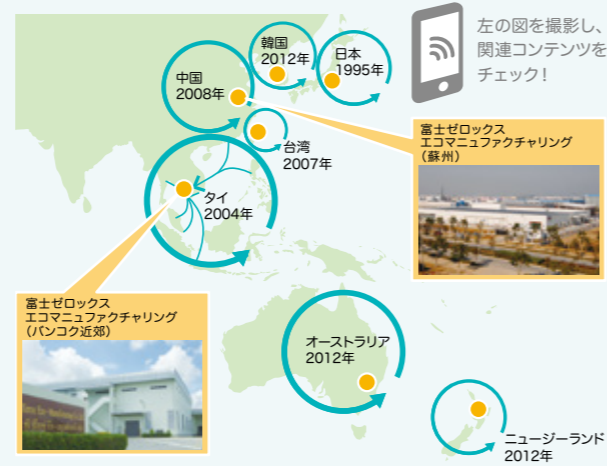 左の図を撮影し、
関連コンテンツを
チェック!
韓国
2012年
日本
1995年
中国
2008年
台湾
2007年
タイ
2004年
富士ゼロックス
エコマニュファクチャリング
(蘇州)
富士ゼロックス
エコマニュファクチャリング
(バンコク近郊)
オーストラリア
2012年
ニュージーランド
2012年